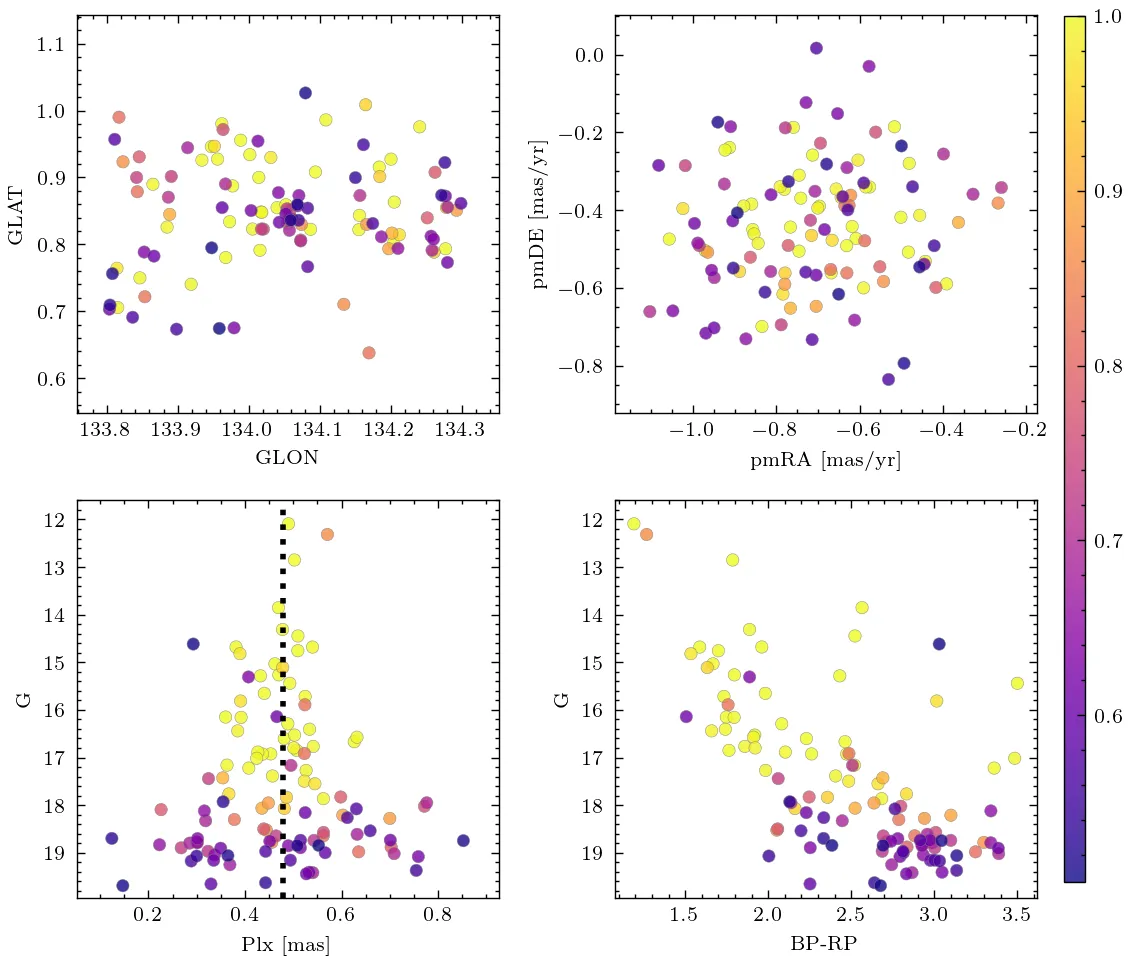 1.1
1.0
0.9
0.8
0.7
0.6
GLAT
133.8 133.9 134.0 134.1 134.2 134.3
GLON
0.0
−0.2
−0.4
−0.6
−0.8
pmDE [mas/yr]
−1.0 −0.8 −0.6 −0.4 −0.2
pmRA [mas/yr]
12
13
14
15
16
17
18
19
G
0.2 0.4 0.6 0.8
Plx [mas]
12
13
14
15
16
17
18
19
G
1.5 2.0 2.5 3.0 3.5
BP-RP
1.0
0.9
0.8
0.7
0.6